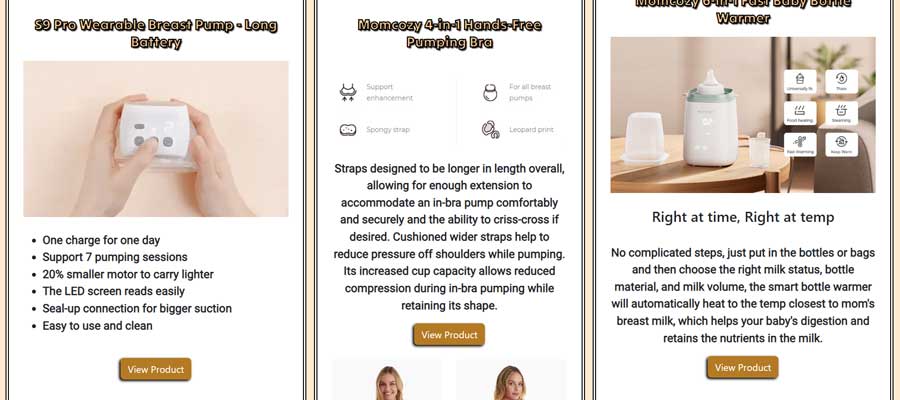 S9 Pro Wearable Breast Pump - Long
Battery
One charge for one day
Support 7 pumping sessions
20% smaller motor to carry lighter
The LED screen reads easily
Seal-up connection for bigger suction
Easy to use and clean
View Product
Momcozy 4-in-1 Hands-Free
Pumping Bra
Support
enhancement
For all breast
pumps
Spongy strap
Leopard print
Straps designed to be longer in length overall,
allowing for enough extension to
accommodate an in-bra pump comfortably
and securely and the ability to criss-cross if
desired. Cushioned wider straps help to
reduce pressure off shoulders while pumping.
Its increased cup capacity allows reduced
compression during in-bra pumping while
retaining its shape.
View Product
Momcozy 6-in-1 Fast Baby Bottle
Warmer
Universally fit
Thaw
Food heating
Steaming
Fast Warming
Keep Warm
Right at time, Right at temp
No complicated steps, just put in the bottles or bags
and then choose the right milk status, bottle
material, and milk volume, the smart bottle warmer
will automatically heat to the temp closest to mom's
breast milk, which helps your baby's digestion and
retains the nutrients in the milk.
View Product